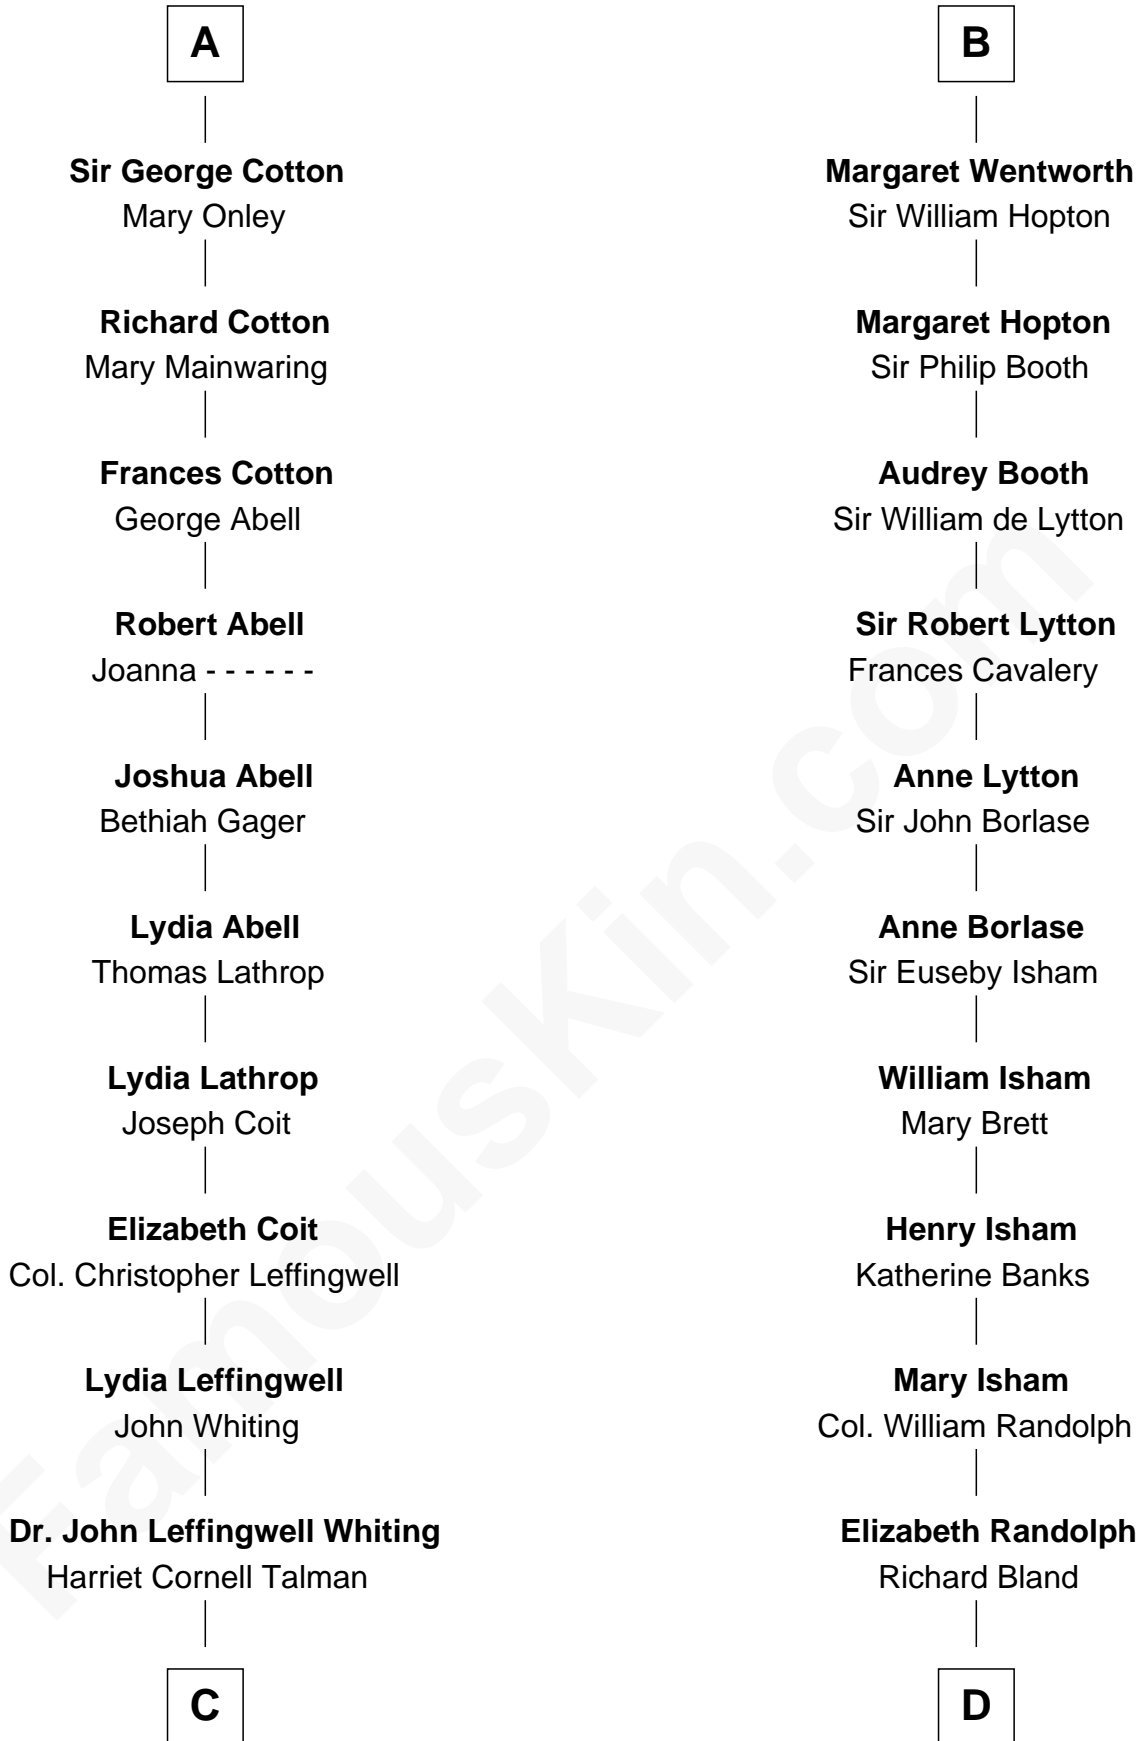 A
Sir George Cotton
Mary Onley
Richard Cotton
Mary Mainwaring
Frances Cotton
George Abell
Robert Abell
Joanna - - - - - -
Joshua Abell
Bethiah Gager
Lydia Abell
Thomas Lathrop
Lydia Lathrop
Joseph Coit
Elizabeth Coit
Col. Christopher Leffingwell
Lydia Leffingwell
John Whiting
Dr. John Leffingwell Whiting
Harriet Cornell Talman
C
B
Margaret Wentworth
Sir William Hopton
Margaret Hopton
Sir Philip Booth
Audrey Booth
Sir William de Lytton
Sir Robert Lytton
Frances Cavalery
Anne Lytton
Sir John Borlase
Anne Borlase
Sir Euseby Isham
William Isham
Mary Brett
Henry Isham
Katherine Banks
Mary Isham
Col. William Randolph
Elizabeth Randolph
Richard Bland
D
FamousKin.com